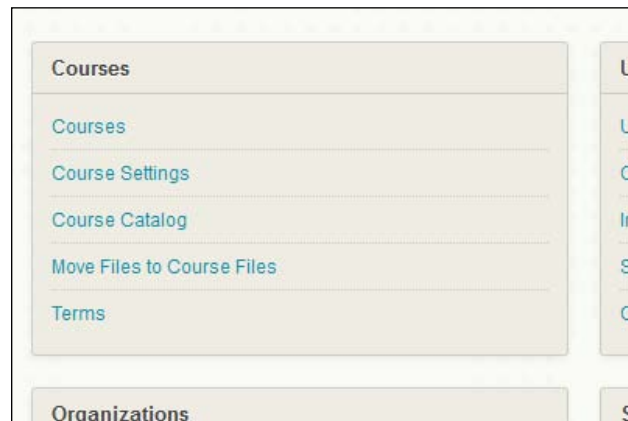 Courses
Courses
Course Settings
Course Catalog
Move Files to Course Files
Terms
Organizations